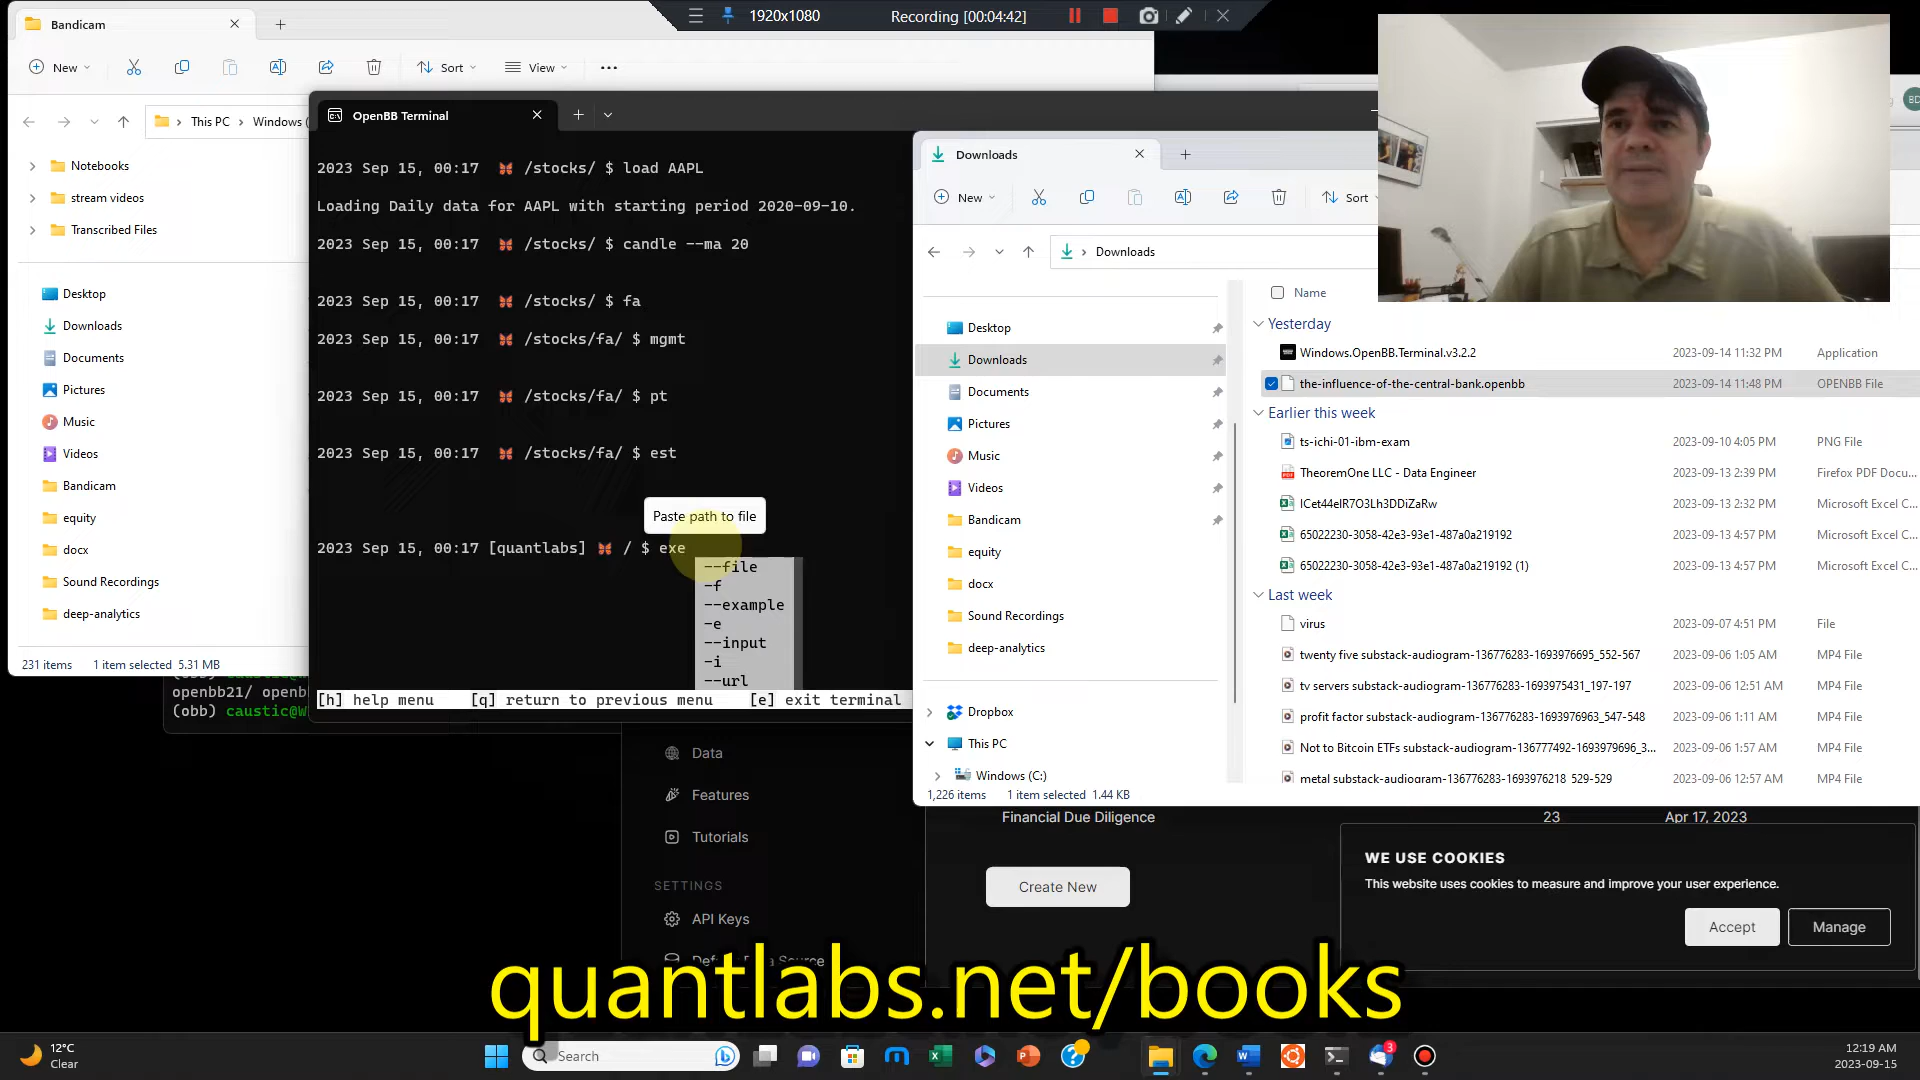 Bandicam
1920x1080
Recording [00:04:42]
New
Sort
View
This PC
Windows (
Notebooks
stream videos
Transcribed Files
Desktop
Downloads
Documents
Pictures
Music
Videos
Bandicam
equity
docx
Sound Recordings
deep-analytics
231 items 1 item selected 5.31 MB
OpenBB Terminal
2023 Sep 15, 00:17 /stocks/ $ load AAPL
Loading Daily data for AAPL with starting period 2020-09-10.
2023 Sep 15, 00:17 /stocks/ $ candle --ma 20
2023 Sep 15, 00:17 /stocks/ $ fa
2023 Sep 15, 00:17 /stocks/fa/ $ mgmt
2023 Sep 15, 00:17 /stocks/fa/ $ pt
2023 Sep 15, 00:17 /stocks/fa/ $ est
Paste path to file
2023 Sep 15, 00:17 [quantlabs] / $ exe
--file
-f
--example
-e
--input
-i
--url
[h] help menu [q] return to previous menu [e] exit terminal
openbb21/ openb
(obb) caustic@W
Downloads
New
Sort
Downloads
Desktop
Downloads
Documents
Pictures
Music
Videos
Bandicam
equity
docx
Sound Recordings
deep-analytics
Dropbox
This PC
Windows (C:)
1,226 items 1 item selected 1.44 KB
Name
Yesterday
Windows.OpenBB.Terminal.v3.2.2 2023-09-14 11:32 PM Application
the-influence-of-the-central-bank.openbb 2023-09-14 11:48 PM OPENBB File
Earlier this week
ts-ichi-01-ibm-exam 2023-09-10 4:05 PM PNG File
TheoremOne LLC - Data Engineer 2023-09-13 2:39 PM Firefox PDF Docu...
2023-09-13 2:32 PM Microsoft Excel C...
65022230-3058-42e3-93e1-487a0a219192 2023-09-13 4:57 PM Microsoft Excel C...
65022230-3058-42e3-93e1-487a0a219192 (1) 2023-09-13 4:57 PM Microsoft Excel C...
Last week
virus 2023-09-07 4:51 PM File
twenty five substack-audiogram-136776283-1693976695_552-567 2023-09-06 1:05 AM MP4 File
tv servers substack-audiogram-136776283-1693975431_197-197 2023-09-06 12:51 AM MP4 File
profit factor substack-audiogram-136776283-1693976963_547-548 2023-09-06 1:11 AM MP4 File
Not to Bitcoin ETFs substack-audiogram-136777492-1693979696_3... 2023-09-06 1:57 AM MP4 File
metal substack-audiogram-136776283-1693976218_529-529 2023-09-06 12:57 AM MP4 File
BD
Data
Features
Tutorials
SETTINGS
API Keys
Financial Due Diligence 23 Apr 17, 2023
Create New
WE USE COOKIES
This website uses cookies to measure and improve your user experience.
Accept
Manage
quantlabs.net/books
12°C
Clear
Search
3
12:19 AM
2023-09-15